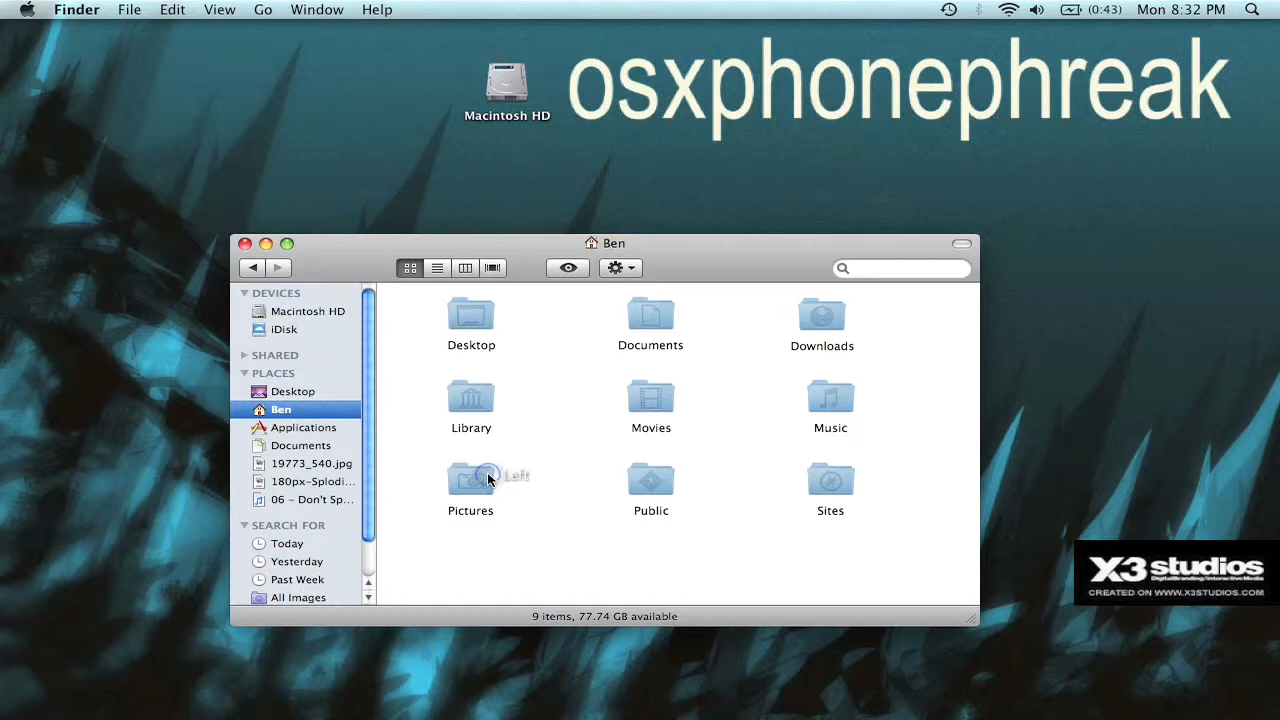 Finder File Edit View Go Window Help (0:43) Mon 8:32 PM
osxphonephreak
Macintosh HD
Ben
DEVICES
Macintosh HD
iDisk
SHARED
PLACES
Desktop
Ben
Applications
Documents
19773_540.jpg
180px-Splodi...
06 – Don't Sp...
SEARCH FOR
Today
Yesterday
Past Week
All Images
Desktop Documents Downloads
Library Movies Music
Left
Pictures Public Sites
9 items, 77.74 GB available
X3 studios
DigitalBranding/InteractiveMedia
CREATED ON WWW.X3STUDIOS.COM